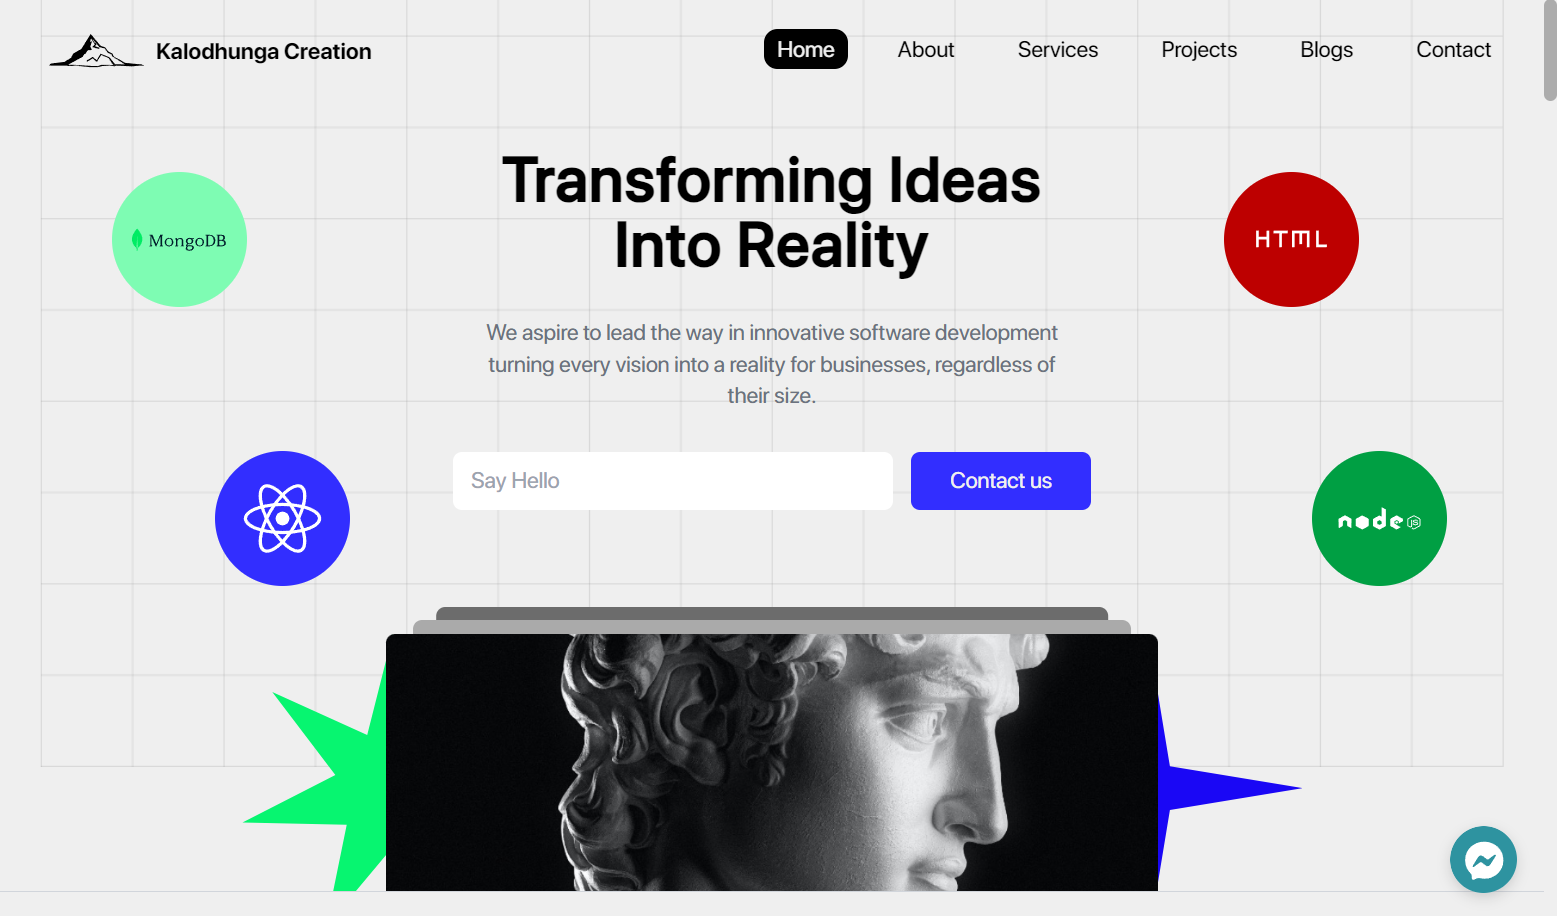 Kalodhunga Creation
Home
About
Services
Projects
Blogs
Contact
Transforming Ideas
Into Reality
MongoDB
HTML
We aspire to lead the way in innovative software development
turning every vision into a reality for businesses, regardless of
their size.
Say Hello
Contact us
node JS